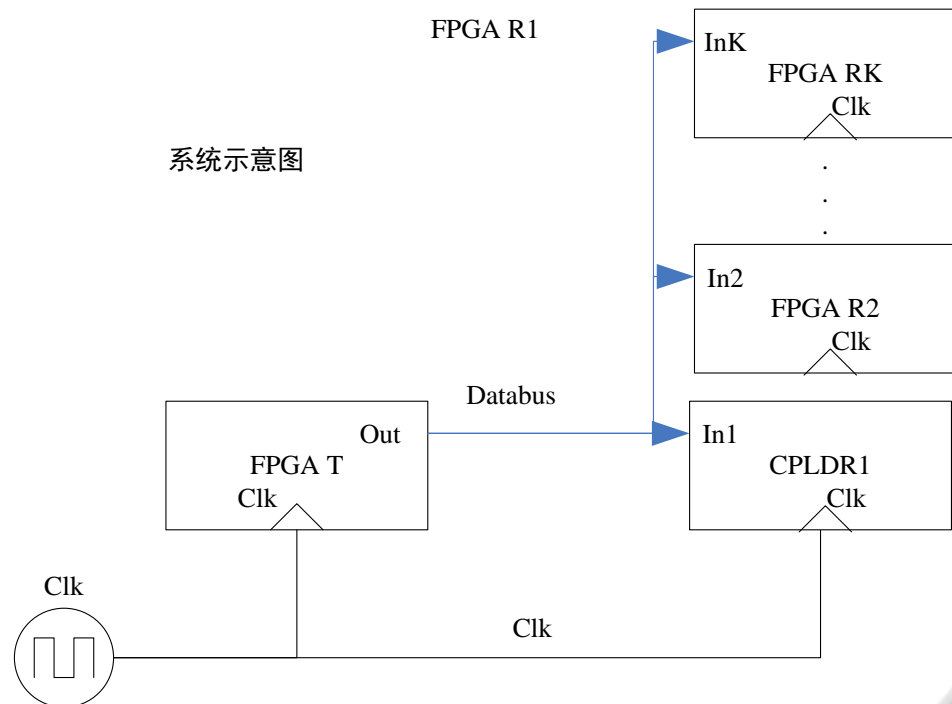 FPGA R1
InK
FPGA RK
Clk
系统示意图
.
.
.
In2
FPGA R2
Clk
Databus
Out
FPGA T
Clk
In1
CPLDR1
Clk
Clk
Clk